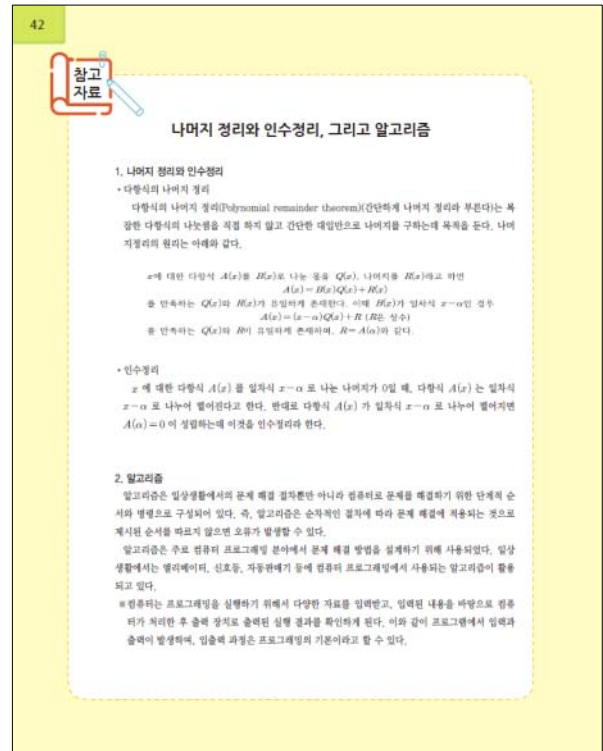 42
참고
자료
나머지 정리와 인수정리, 그리고 알고리즘
1. 나머지 정리와 인수정리
• 다항식의 나머지 정리
다항식의 나머지 정리(Polynomial remainder theorem)(간단하게 나머지 정리라 부른다)는 복
잡한 다항식의 나눗셈을 직접 하지 않고 간단한 대입만으로 나머지를 구하는데 목적을 둔다. 나머
지정리의 원리는 아래와 같다.
x에 대한 다항식 A(x)를 B(x)로 나눈 몫을 Q(x), 나머지를 R(x)라고 하면
A(x)=B(x)Q(x)+R(x)
를 만족하는 Q(x)와 R(x)가 유일하게 존재한다. 이때 B(x)가 일차식 x-α인 경우
A(x)=(x-α)Q(x)+R (R은 상수)
를 만족하는 Q(x)와 R이 유일하게 존재하며, R=A(α)와 같다.
• 인수정리
x 에 대한 다항식 A(x) 를 일차식 x-α 로 나눈 나머지가 0일 때, 다항식 A(x) 는 일차식
x-α 로 나누어 떨어진다고 한다. 반대로 다항식 A(x) 가 일차식 x-α 로 나누어 떨어지면
A(α)=0 이 성립하는데 이것을 인수정리라 한다.
2. 알고리즘
알고리즘은 일상생활에서의 문제 해결 절차뿐만 아니라 컴퓨터로 문제를 해결하기 위한 단계적 순
서와 명령으로 구성되어 있다. 즉, 알고리즘은 순차적인 절차에 따라 문제 해결에 적용되는 것으로
제시된 순서를 따르지 않으면 오류가 발생할 수 있다.
알고리즘은 주로 컴퓨터 프로그래밍 분야에서 문제 해결 방법을 설계하기 위해 사용되었다. 일상
생활에서는 엘리베이터, 신호등, 자동판매기 등에 컴퓨터 프로그래밍에서 사용되는 알고리즘이 활용
되고 있다.
※컴퓨터는 프로그래밍을 실행하기 위해서 다양한 자료를 입력받고, 입력된 내용을 바탕으로 컴퓨
터가 처리한 후 출력 장치로 출력된 실행 결과를 확인하게 된다. 이와 같이 프로그램에서 입력과
출력이 발생하며, 입출력 과정은 프로그래밍의 기본이라고 할 수 있다.